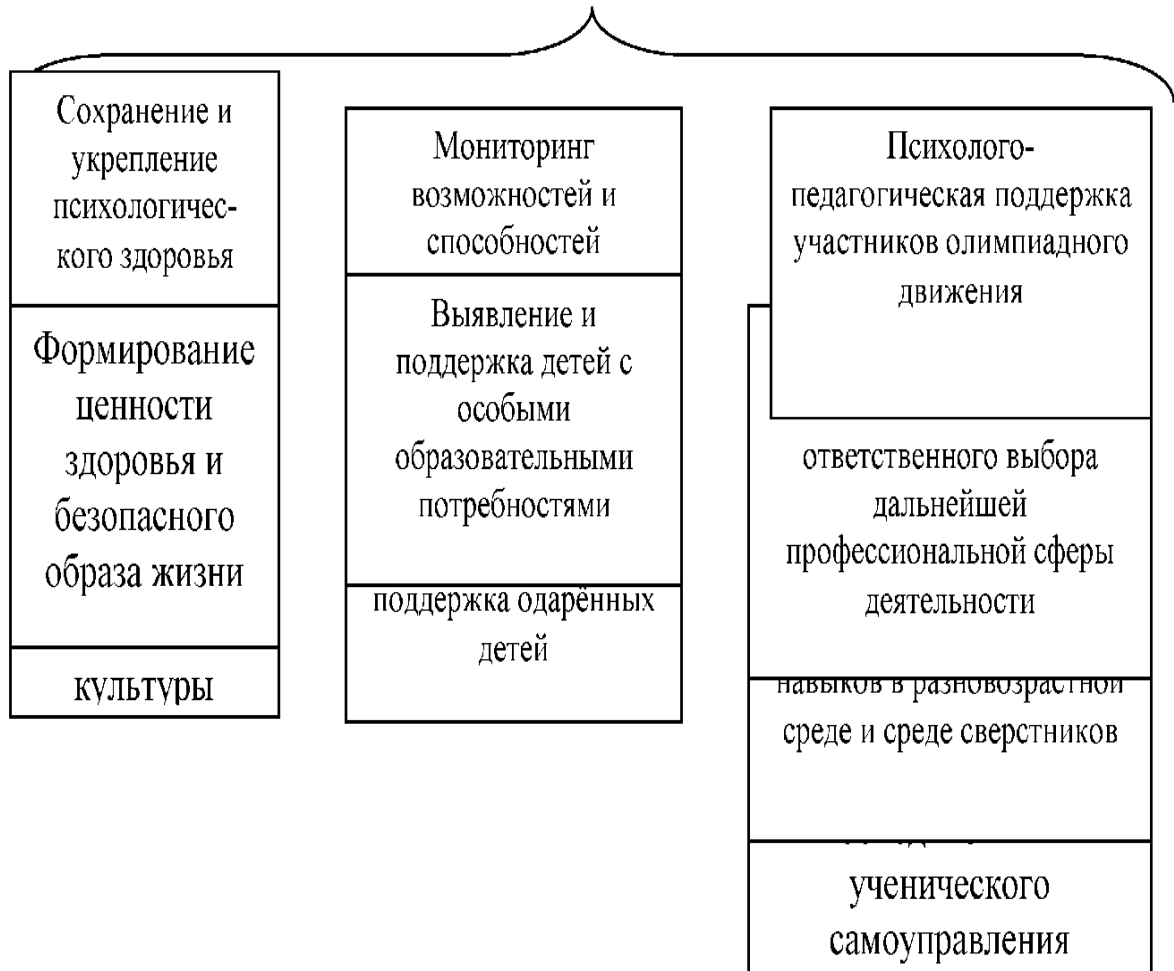 Сохранение и
укрепление
психологичес-
кого здоровья
Формирование
ценности
здоровья и
безопасного
образа жизни
культуры
Мониторинг
возможностей и
способностей
Выявление и
поддержка детей с
особыми
образовательными
потребностями
поддержка одарённых
детей
Психолого-
педагогическая поддержка
участников олимпиадного
движения
ответственного выбора
дальнейшей
профессиональной сферы
деятельности
навыков в разновозрастной
среде и среде сверстников
ученического
самоуправления